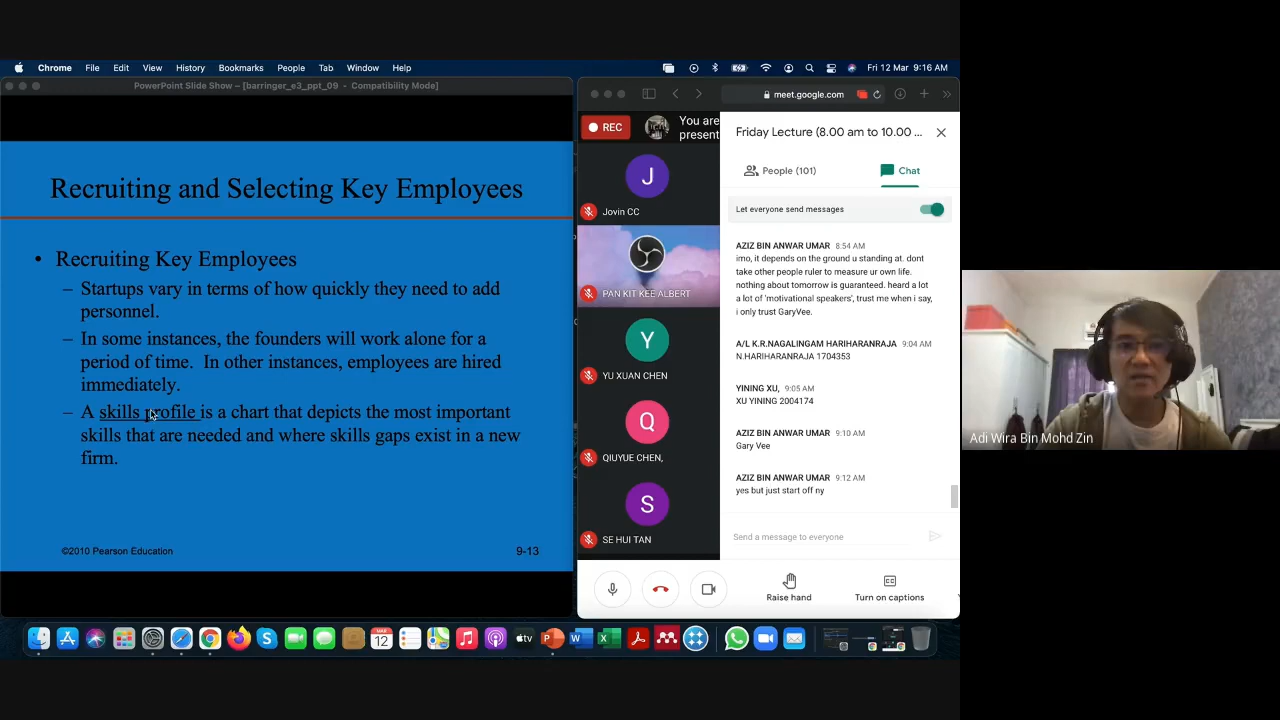 Chrome File Edit View History Bookmarks People Tab Window Help Fri 12 Mar 9:16 AM
PowerPoint Slide Show - [barringer_e3_ppt_09 - Compatibility Mode]
Recruiting and Selecting Key Employees
• Recruiting Key Employees
– Startups vary in terms of how quickly they need to add
personnel.
– In some instances, the founders will work alone for a
period of time. In other instances, employees are hired
immediately.
– A skills profile is a chart that depicts the most important
skills that are needed and where skills gaps exist in a new
firm.
©2010 Pearson Education 9-13
meet.google.com
REC
You are
present
J
Jovin CC
PAN KIT KEE ALBERT
Y
YU XUAN CHEN
Q
QIUYUE CHEN,
S
SE HUI TAN
Friday Lecture (8.00 am to 10.00 ...
People (101) Chat
Let everyone send messages
AZIZ BIN ANWAR UMAR 8:54 AM
imo, it depends on the ground u standing at. dont
take other people ruler to measure ur own life.
nothing about tomorrow is guaranteed. heard a lot
a lot of 'motivational speakers', trust me when i say,
i only trust GaryVee.
A/L K.R.NAGALINGAM HARIHARANRAJA 9:04 AM
N.HARIHARANRAJA 1704353
YINING XU, 9:05 AM
XU YINING 2004174
AZIZ BIN ANWAR UMAR 9:10 AM
Gary Vee
AZIZ BIN ANWAR UMAR 9:12 AM
yes but just start off ny
Send a message to everyone
Raise hand
Turn on captions
MAR
12
tv
Adi Wira Bin Mohd Zin